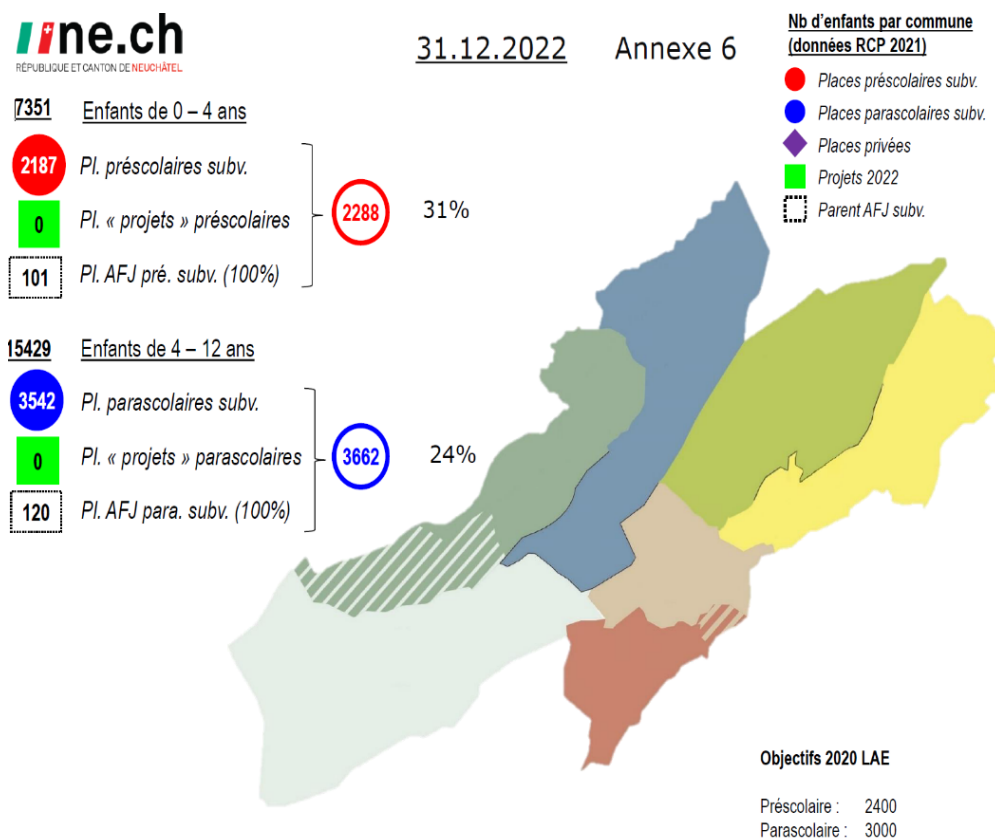 ne.ch
RÉPUBLIQUE ET CANTON DE NEUCHÂTEL
31.12.2022 Annexe 6
Nb d'enfants par commune
(données RCP 2021)
Places préscolaires subv.
Places parascolaires subv.
Places privées
Projets 2022
Parent AFJ subv.
7351 Enfants de 0 – 4 ans
2187 Pl. préscolaires subv.
0 Pl. « projets » préscolaires
2288 31%
101 Pl. AFJ pré. subv. (100%)
15429 Enfants de 4 – 12 ans
3542 Pl. parascolaires subv.
0 Pl. « projets » parascolaires
3662 24%
120 Pl. AFJ para. subv. (100%)
Objectifs 2020 LAE
Préscolaire : 2400
Parascolaire : 3000